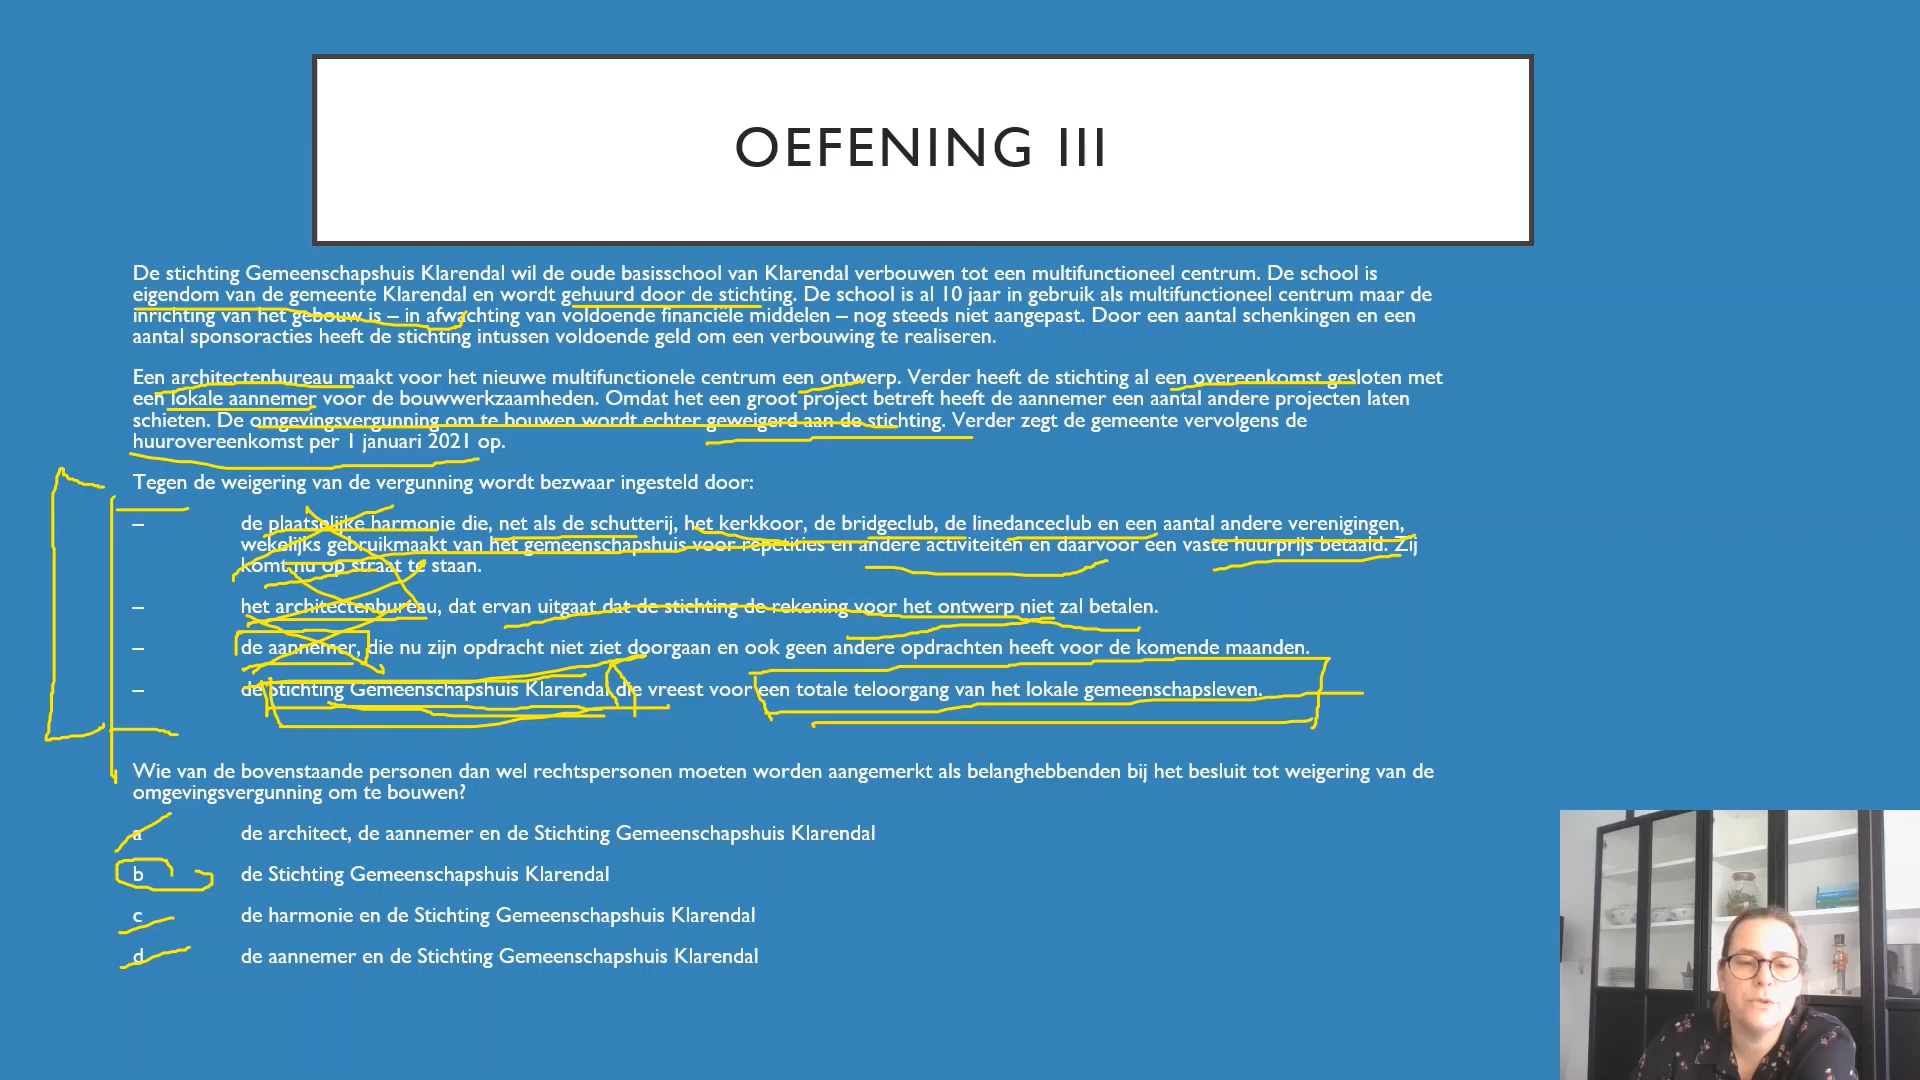 OEFENING III
De stichting Gemeenschapshuis Klarendal wil de oude basisschool van Klarendal verbouwen tot een multifunctioneel centrum. De school is
eigendom van de gemeente Klarendal en wordt gehuurd door de stichting. De school is al 10 jaar in gebruik als multifunctioneel centrum maar de
inrichting van het gebouw is – in afwachting van voldoende financiële middelen – nog steeds niet aangepast. Door een aantal schenkingen en een
aantal sponsoracties heeft de stichting intussen voldoende geld om een verbouwing te realiseren.
Een architectenbureau maakt voor het nieuwe multifunctionele centrum een ontwerp. Verder heeft de stichting al een overeenkomst gesloten met
een lokale aannemer voor de bouwwerkzaamheden. Omdat het een groot project betreft heeft de aannemer een aantal andere projecten laten
schieten. De omgevingsvergunning om te bouwen wordt echter geweigerd aan de stichting. Verder zegt de gemeente vervolgens de
huurovereenkomst per 1 januari 2021 op.
Tegen de weigering van de vergunning wordt bezwaar ingesteld door:
– de plaatselijke harmonie die, net als de schutterij, het kerkkoor, de bridgeclub, de linedanceclub en een aantal andere verenigingen,
wekelijks gebruikmaakt van het gemeenschapshuis voor repetities en andere activiteiten en daarvoor een vaste huurprijs betaald. Zij
komt nu op straat te staan.
– het architectenbureau, dat ervan uitgaat dat de stichting de rekening voor het ontwerp niet zal betalen.
– de aannemer, die nu zijn opdracht niet ziet doorgaan en ook geen andere opdrachten heeft voor de komende maanden.
– de Stichting Gemeenschapshuis Klarendal die vreest voor een totale teloorgang van het lokale gemeenschapsleven.
Wie van de bovenstaande personen dan wel rechtspersonen moeten worden aangemerkt als belanghebbenden bij het besluit tot weigering van de
omgevingsvergunning om te bouwen?
a de architect, de aannemer en de Stichting Gemeenschapshuis Klarendal
b de Stichting Gemeenschapshuis Klarendal
c de harmonie en de Stichting Gemeenschapshuis Klarendal
d de aannemer en de Stichting Gemeenschapshuis Klarendal